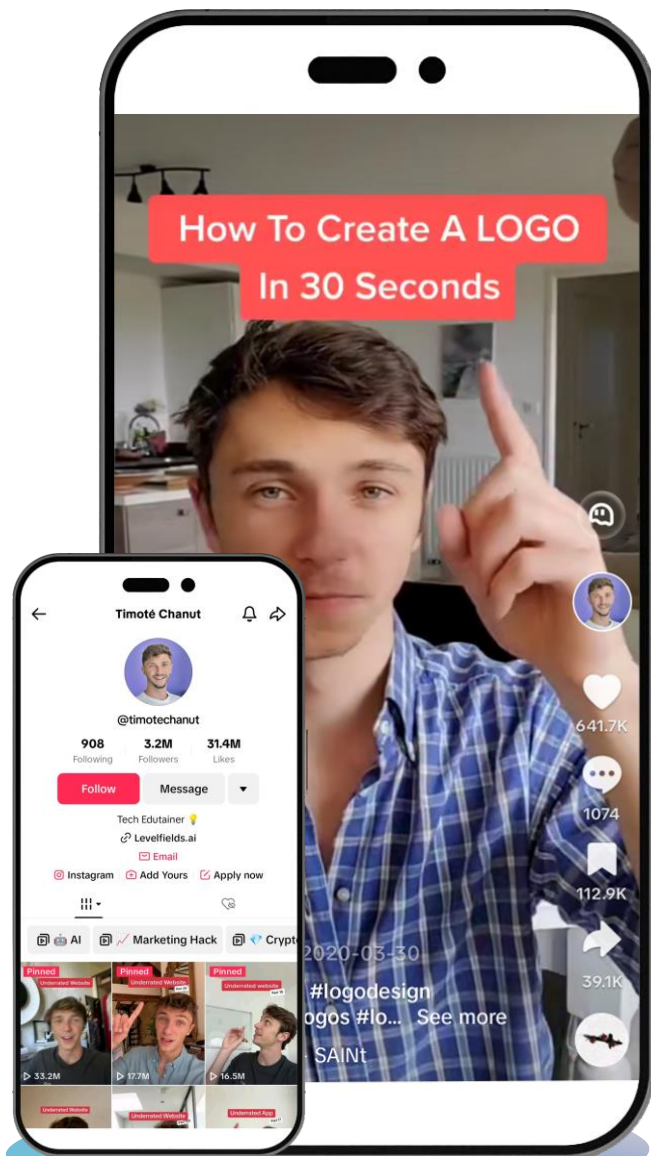 How To Create A LOGO
In 30 Seconds
641.7K
1074
112.9K
39.1K
2020-03-30
#logodesign
ogos #lo... See more
SAINt
Timoté Chanut
@timotechanut
908 3.2M 31.4M
Following Followers Likes
Follow Message
Tech Edutainer
Levelfields.ai
Email
Instagram Add Yours Apply now
AI Marketing Hack Crypt
Pinned Pinned Pinned
Underrated Website Underrated Website Underrated website
33.2M 17.7M 16.5M
Underrated Website Underrated Website Underrated App